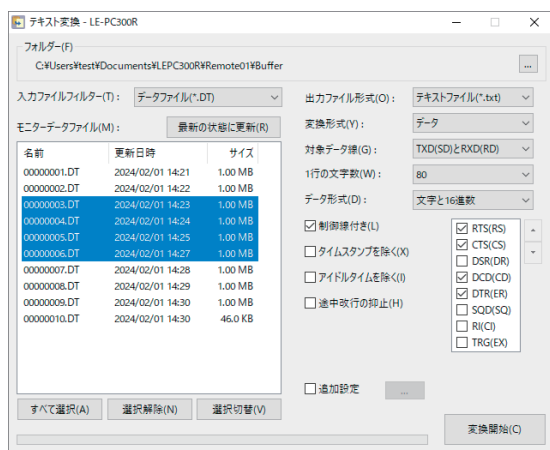 テキスト変換 - LE-PC300R
フォルダー(F)
C:¥Users¥test¥Documents¥LEPC300R¥Remote01¥Buffer
...
入力ファイルフィルター(T) :
データファイル(*.DT)
モニターデータファイル(M) :
最新の状態に更新(R)
名前 更新日時 サイズ
00000001.DT 2024/02/01 14:21 1.00 MB
00000002.DT 2024/02/01 14:22 1.00 MB
00000003.DT 2024/02/01 14:23 1.00 MB
00000004.DT 2024/02/01 14:24 1.00 MB
00000005.DT 2024/02/01 14:25 1.00 MB
00000006.DT 2024/02/01 14:27 1.00 MB
00000007.DT 2024/02/01 14:28 1.00 MB
00000008.DT 2024/02/01 14:29 1.00 MB
00000009.DT 2024/02/01 14:30 1.00 MB
00000010.DT 2024/02/01 14:30 46.0 KB
すべて選択(A)
選択解除(N)
選択切替(V)
出力ファイル形式(O) :
テキストファイル(*.txt)
変換形式(Y) :
データ
対象データ線(G) :
TXD(SD)とRXD(RD)
1行の文字数(W) :
80
データ形式(D) :
文字と16進数
制御線付き(L)
タイムスタンプを除く(X)
アイドルタイムを除く(I)
途中改行の抑止(H)
RTS(RS)
CTS(CS)
DSR(DR)
DCD(CD)
DTR(ER)
SQD(SQ)
RI(CI)
TRG(EX)
追加設定
...
変換開始(C)